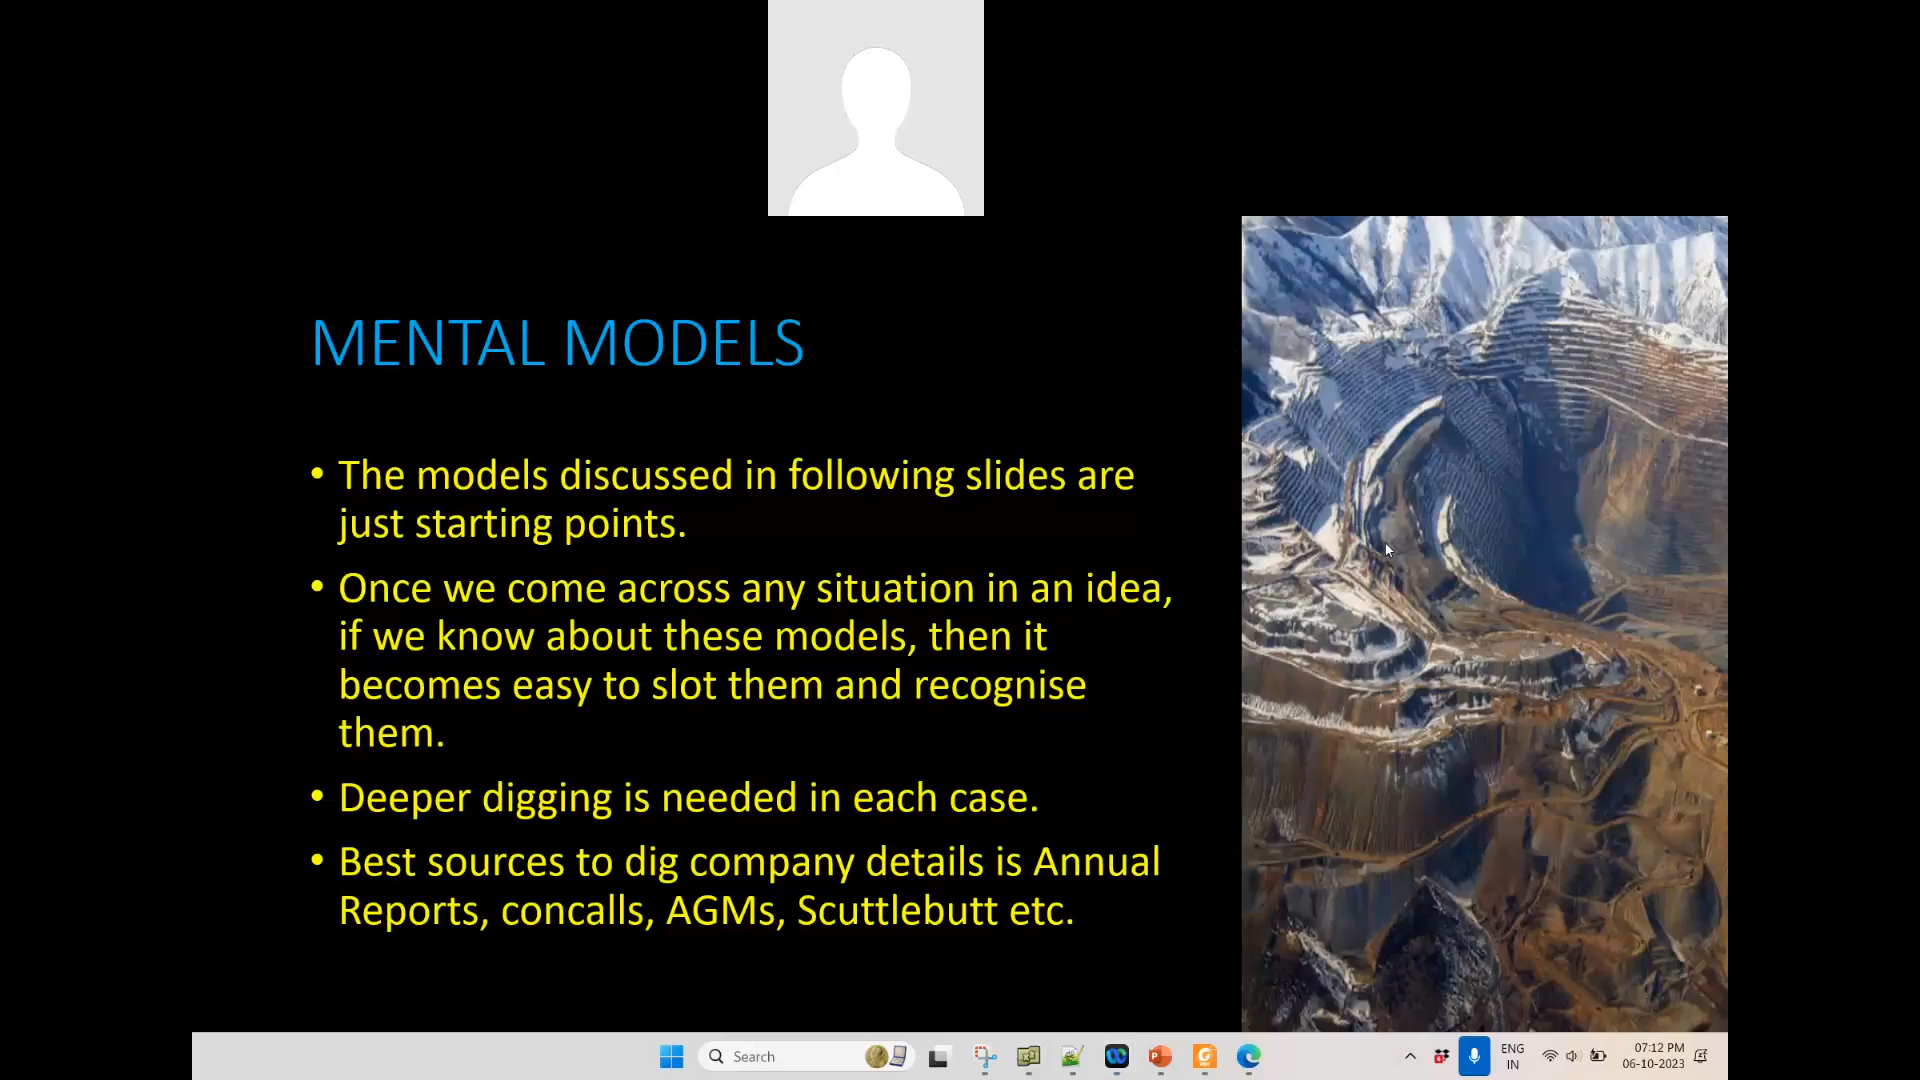 MENTAL MODELS
• The models discussed in following slides are
just starting points.
• Once we come across any situation in an idea,
if we know about these models, then it
becomes easy to slot them and recognise
them.
• Deeper digging is needed in each case.
• Best sources to dig company details is Annual
Reports, concalls, AGMs, Scuttlebutt etc.
Search
ENG
IN
07:12 PM
06-10-2023